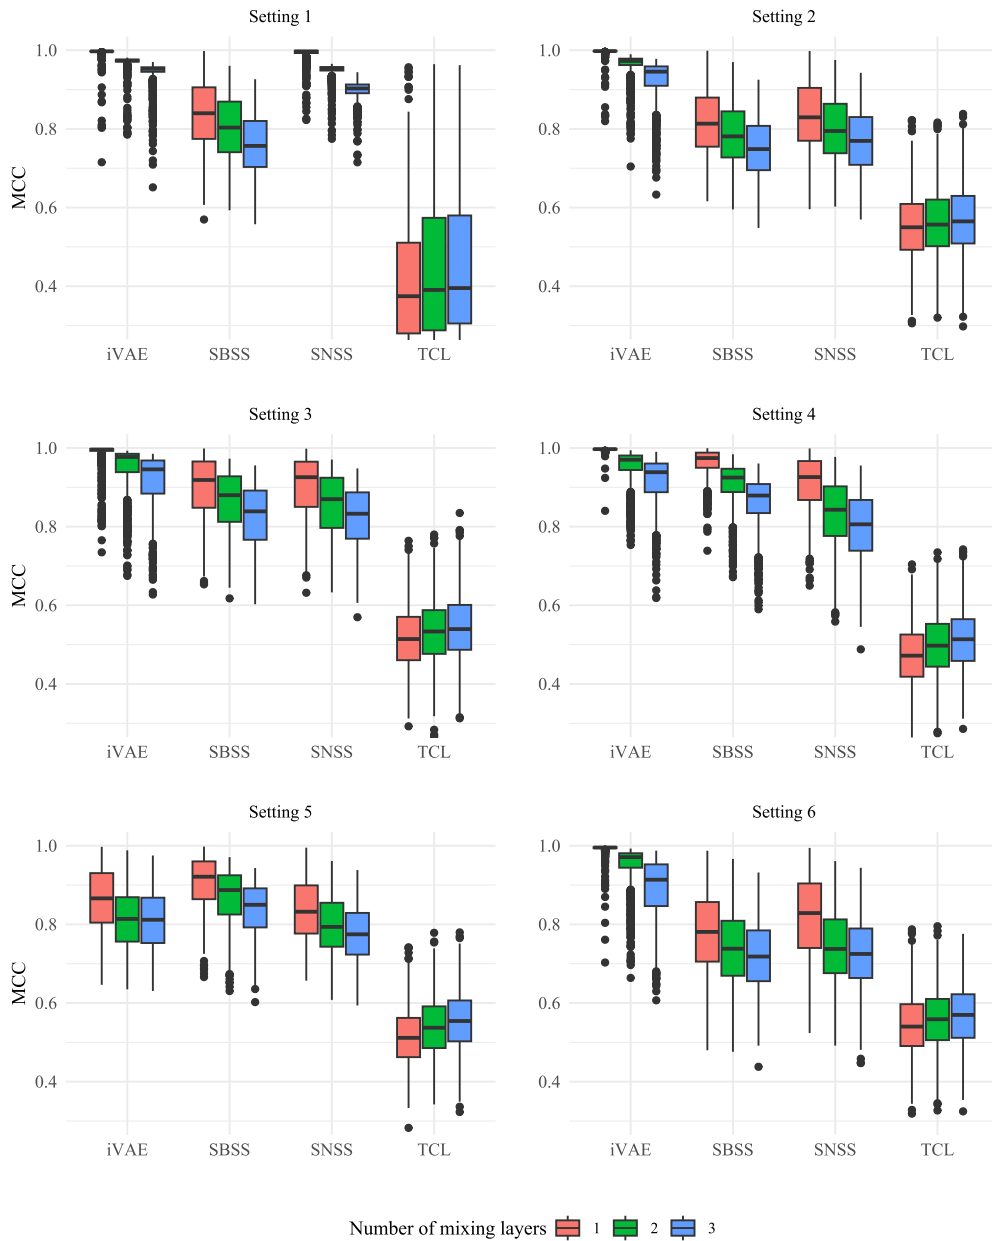 Setting 1
Setting 2
MCC
1.0
0.8
0.6
0.4
iVAE SBSS SNSS TCL
1.0
0.8
0.6
0.4
iVAE SBSS SNSS TCL
Setting 3
Setting 4
MCC
1.0
0.8
0.6
0.4
iVAE SBSS SNSS TCL
1.0
0.8
0.6
0.4
iVAE SBSS SNSS TCL
Setting 5
Setting 6
MCC
1.0
0.8
0.6
0.4
iVAE SBSS SNSS TCL
1.0
0.8
0.6
0.4
iVAE SBSS SNSS TCL
Number of mixing layers 1 2 3